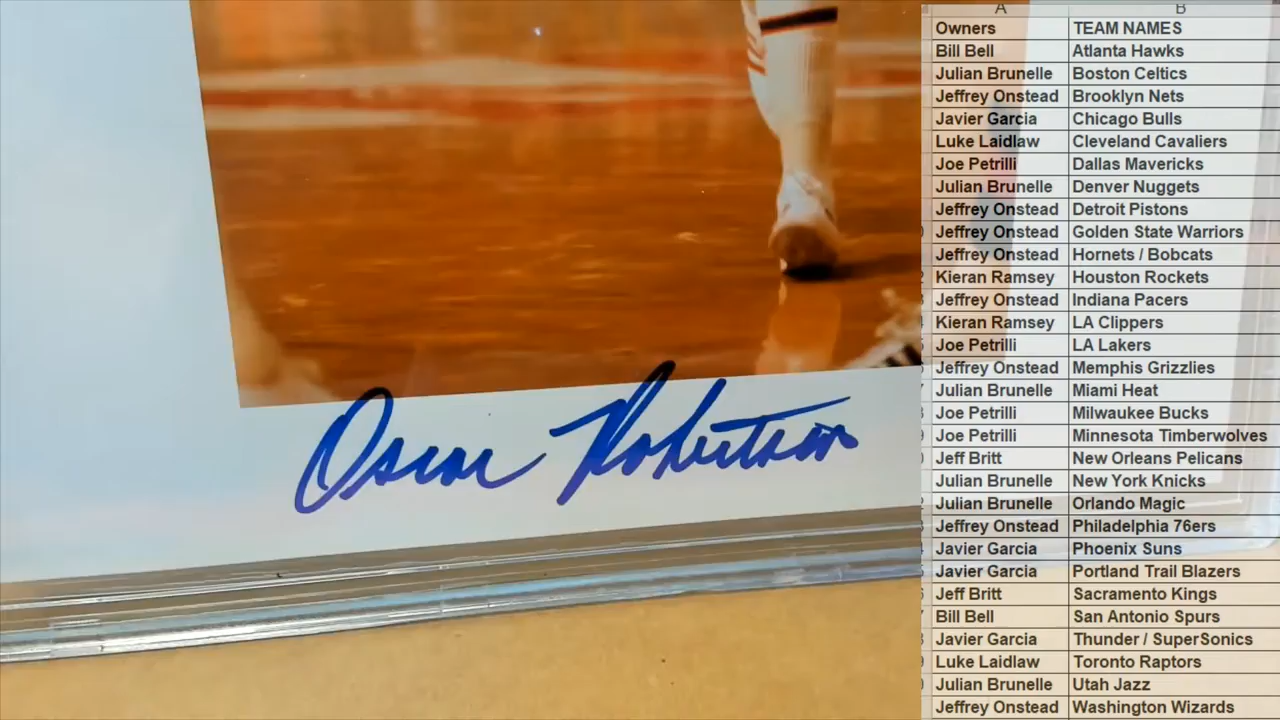 Oscar Robertson
A B
Owners TEAM NAMES
Bill Bell Atlanta Hawks
Julian Brunelle Boston Celtics
Jeffrey Onstead Brooklyn Nets
Javier Garcia Chicago Bulls
Luke Laidlaw Cleveland Cavaliers
Joe Petrilli Dallas Mavericks
Julian Brunelle Denver Nuggets
Jeffrey Onstead Detroit Pistons
Jeffrey Onstead Golden State Warriors
Jeffrey Onstead Hornets / Bobcats
Kieran Ramsey Houston Rockets
Jeffrey Onstead Indiana Pacers
Kieran Ramsey LA Clippers
Joe Petrilli LA Lakers
Jeffrey Onstead Memphis Grizzlies
Julian Brunelle Miami Heat
Joe Petrilli Milwaukee Bucks
Joe Petrilli Minnesota Timberwolves
Jeff Britt New Orleans Pelicans
Julian Brunelle New York Knicks
Julian Brunelle Orlando Magic
Jeffrey Onstead Philadelphia 76ers
Javier Garcia Phoenix Suns
Javier Garcia Portland Trail Blazers
Jeff Britt Sacramento Kings
Bill Bell San Antonio Spurs
Javier Garcia Thunder / SuperSonics
Luke Laidlaw Toronto Raptors
Julian Brunelle Utah Jazz
Jeffrey Onstead Washington Wizards